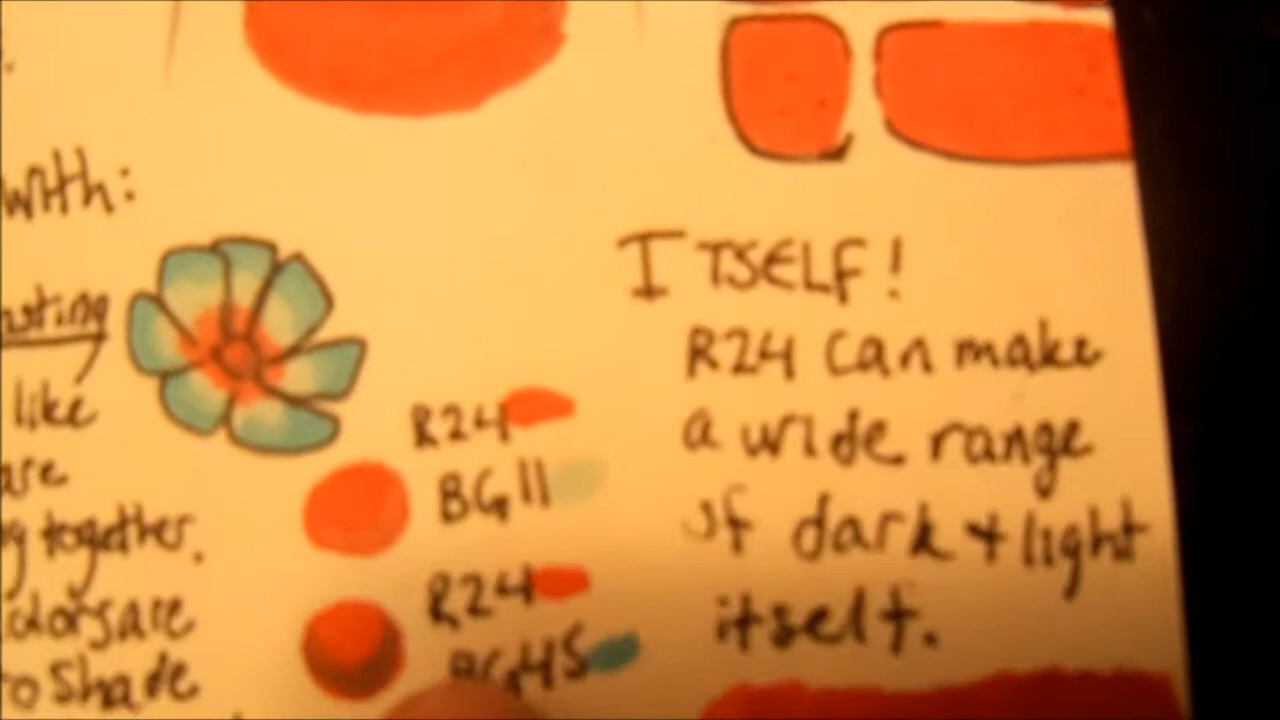 with:
like
are
together.
colors are
to shade
R24
BG11
R24
BG45
ITSELF!
R24 can make
a wide range
of dark + light
itself.